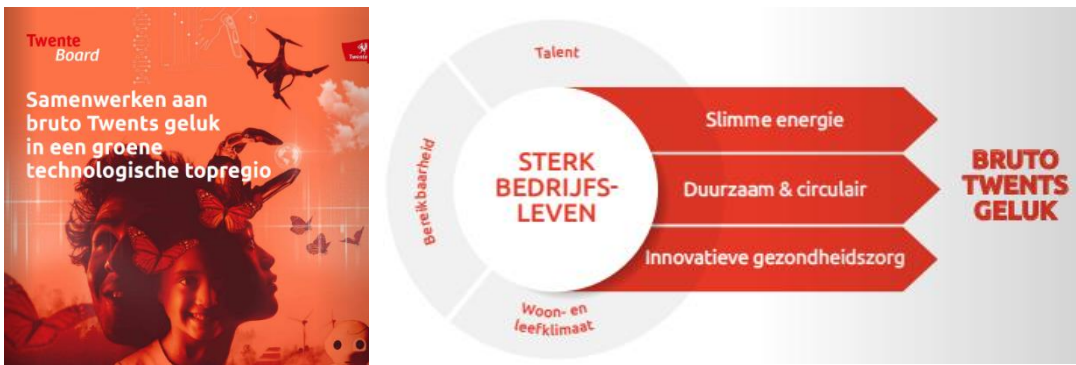 Twente
Board
Twente
Samenwerken aan
bruto Twents geluk
in een groene
technologische topregio
Talent
Bereikbaarheid
Woon- en
leefklimaat
STERK
BEDRIJFS-
LEVEN
Slimme energie
Duurzaam & circulair
Innovatieve gezondheidszorg
BRUTO
TWENTS
GELUK